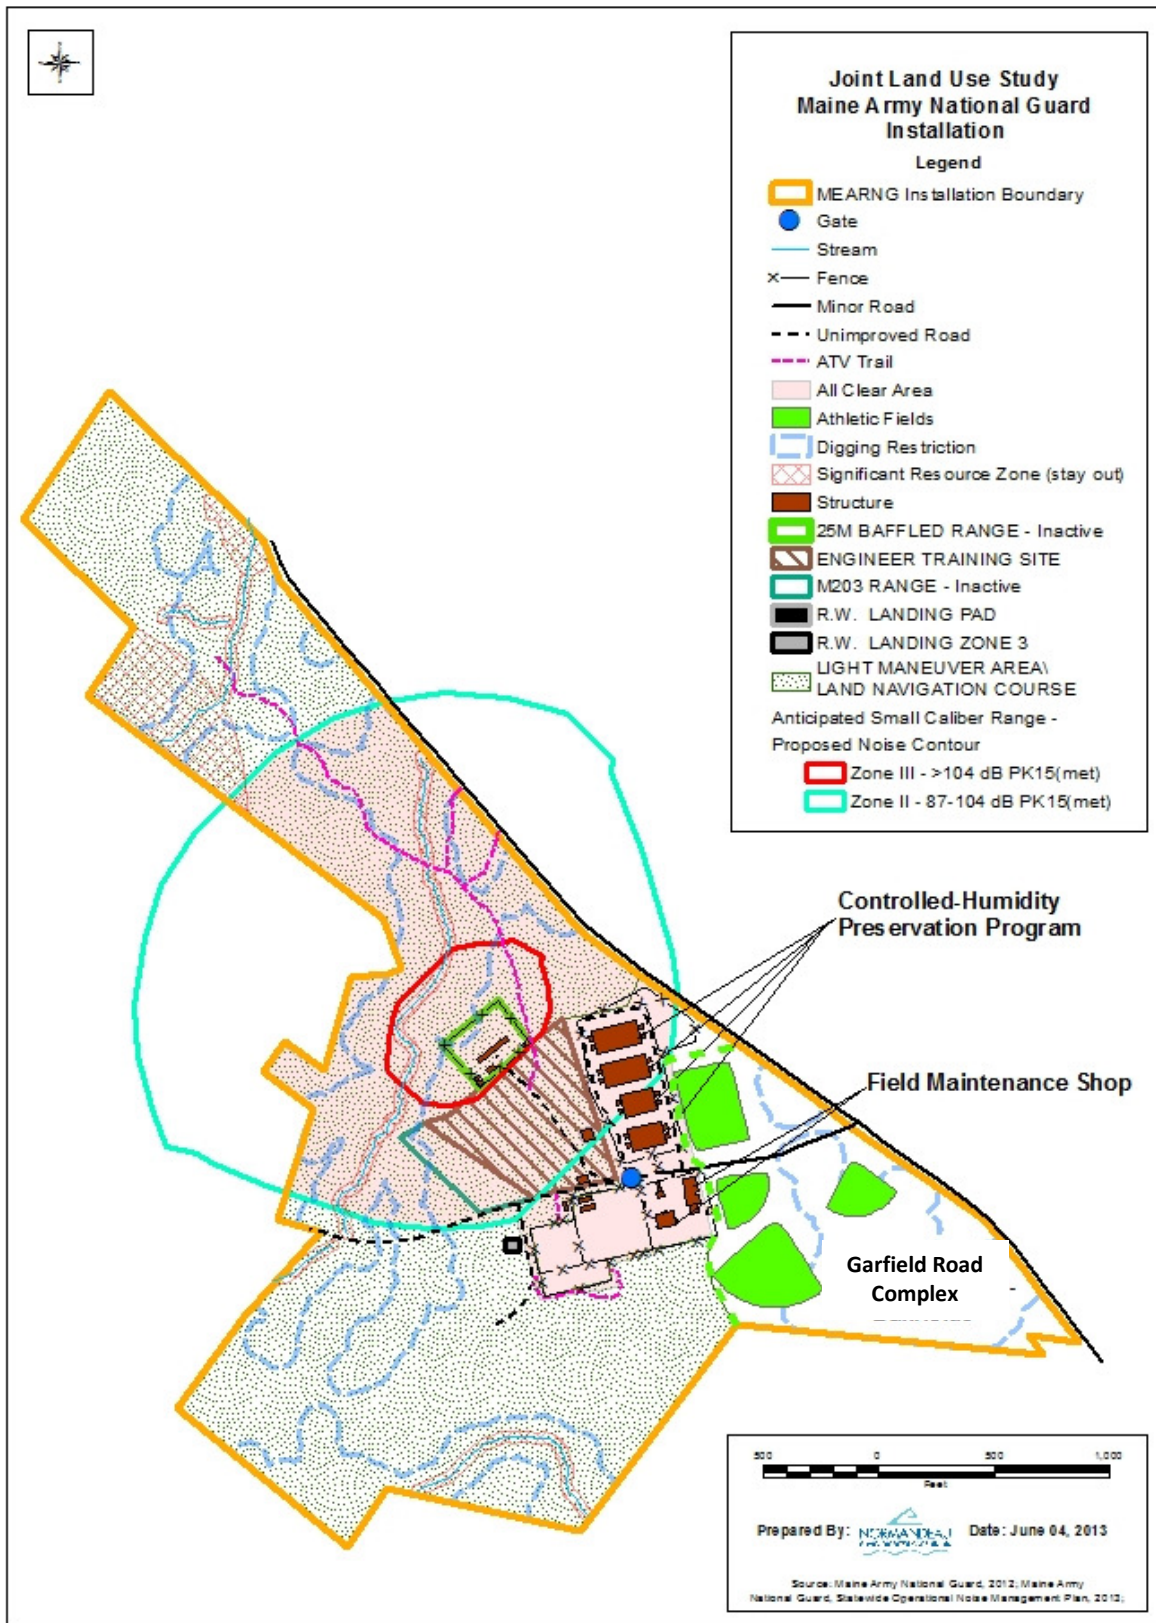 Joint Land Use Study
Maine Army National Guard
Installation
Legend
MEARNG Installation Boundary
Gate
Stream
Fence
Minor Road
Unimproved Road
ATV Trail
All Clear Area
Athletic Fields
Digging Restriction
Significant Resource Zone (stay out)
Structure
25M BAFFLED RANGE - Inactive
ENGINEER TRAINING SITE
M203 RANGE - Inactive
R.W. LANDING PAD
R.W. LANDING ZONE 3
LIGHT MANEUVER AREA\
LAND NAVIGATION COURSE
Anticipated Small Caliber Range -
Proposed Noise Contour
Zone III - >104 dB PK15(met)
Zone II - 87-104 dB PK15(met)
Controlled-Humidity
Preservation Program
Field Maintenance Shop
Garfield Road
Complex
500 0 500 1,000
Feet
Prepared By: NORMANDEAU Date: June 04, 2013
Source: Maine Army National Guard, 2012; Maine Army
National Guard, Statewide Operational Noise Management Plan, 2013;